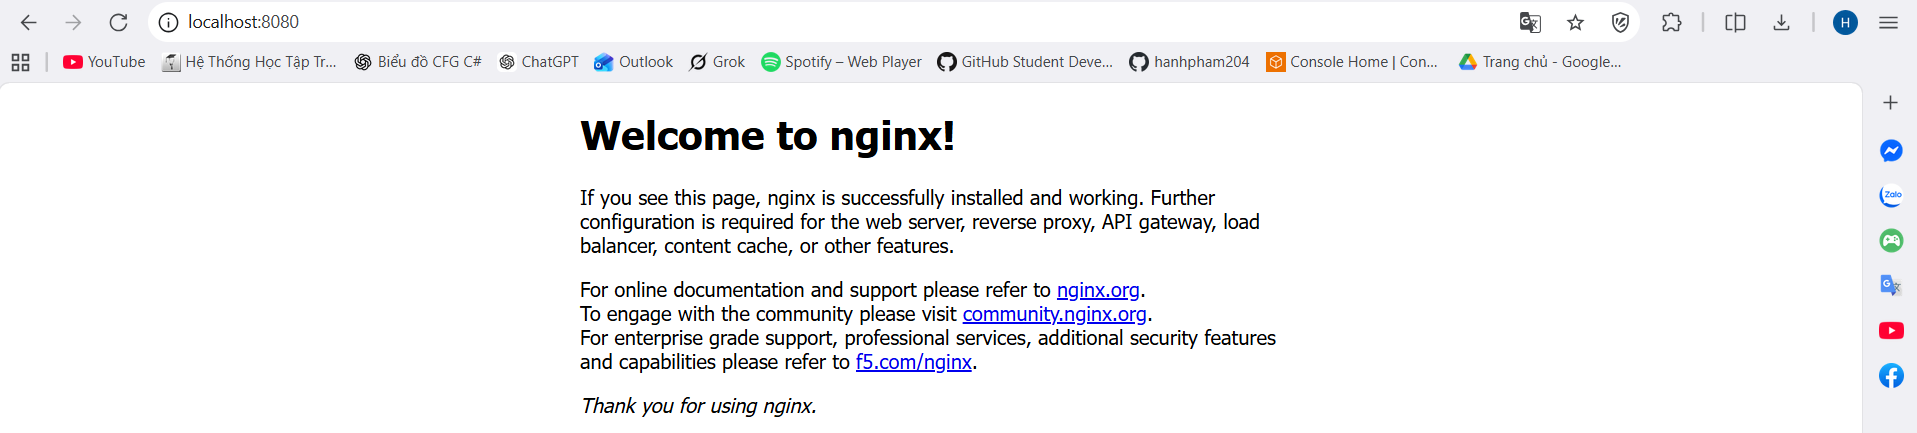 localhost:8080
H
YouTube
Hệ Thống Học Tập Tr...
Biểu đồ CFG C#
ChatGPT
Outlook
Grok
Spotify – Web Player
GitHub Student Deve...
hanhpham204
Console Home | Con...
Trang chủ - Google...
Welcome to nginx!
If you see this page, nginx is successfully installed and working. Further
configuration is required for the web server, reverse proxy, API gateway, load
balancer, content cache, or other features.
For online documentation and support please refer to nginx.org.
To engage with the community please visit community.nginx.org.
For enterprise grade support, professional services, additional security features
and capabilities please refer to f5.com/nginx.
Thank you for using nginx.
Zalo